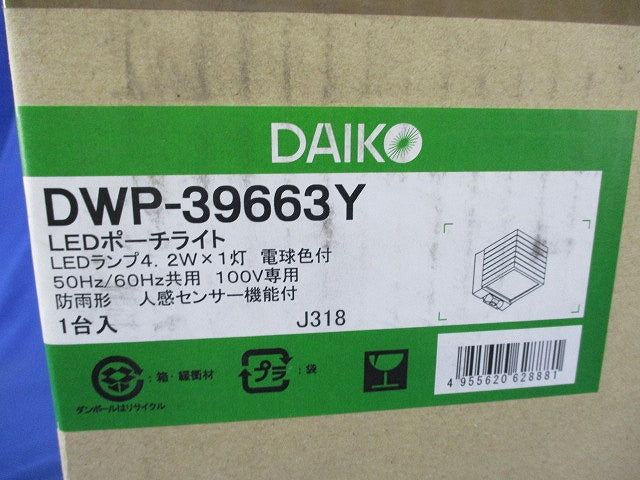 DAIKO
DWP-39663Y
LEDポーチライト
LEDランプ4.2W×1灯 電球色付
50Hz/60Hz共用 100V専用
防雨形 人感センサー機能付
1台入 J318
:箱・緩衝材
プラ
:袋
ダンボールはリサイクル
4 955620 628881